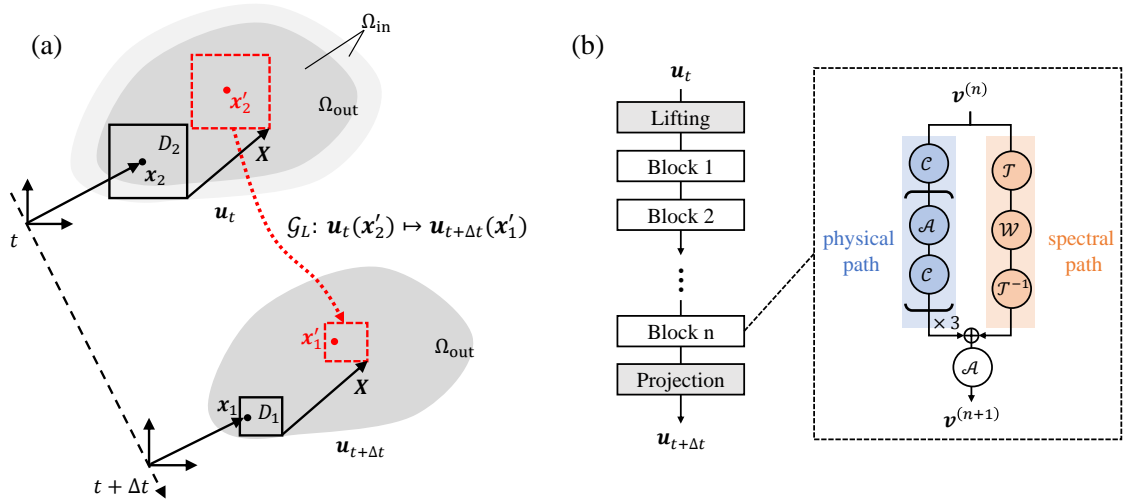 (a)
Ω_in
Ω_out
x′_2
D_2
x_2
X
u_t
t
𝒢_L: u_t(x′_2) ↦ u_{t+Δt}(x′_1)
x′_1
Ω_out
x_1
D_1
X
u_{t+Δt}
t + Δt
(b)
u_t
Lifting
Block 1
Block 2
⋮
Block n
Projection
u_{t+Δt}
v^{(n)}
𝒞
𝒜
𝒞
× 3
physical
path
𝒯
𝒲
𝒯^{−1}
spectral
path
⊕
𝒜
v^{(n+1)}